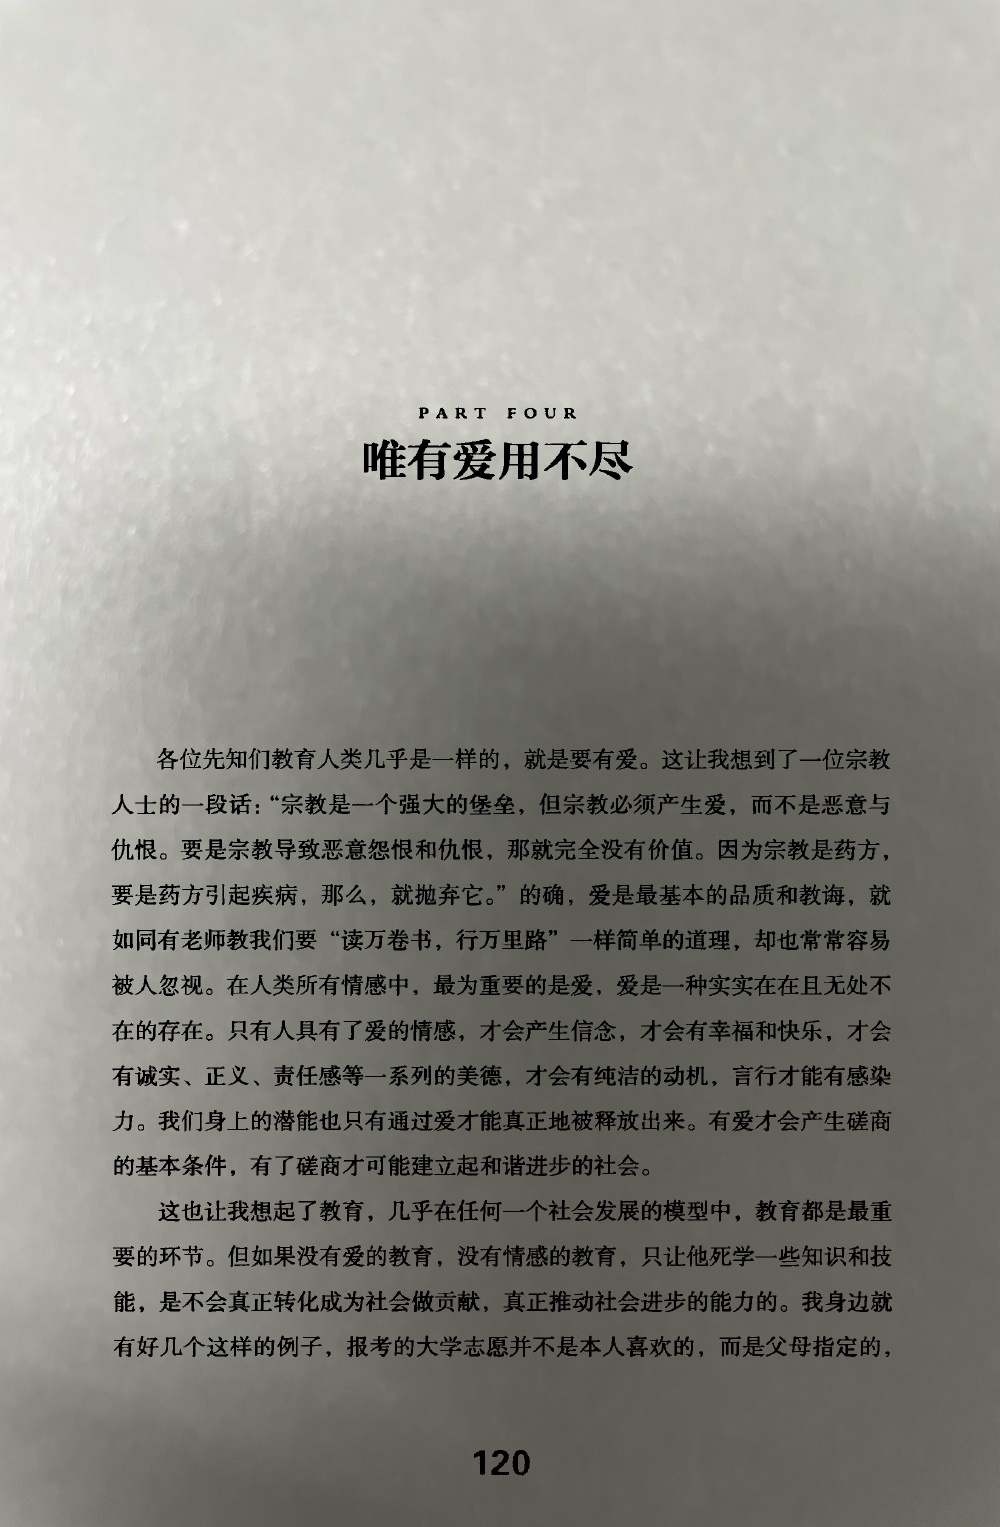 PART FOUR
唯有爱用不尽
各位先知们教育人类几乎是一样的，就是要有爱。这让我想到了一位宗教
人士的一段话：“宗教是一个强大的堡垒，但宗教必须产生爱，而不是恶意与
仇恨。要是宗教导致恶意怨恨和仇恨，那就完全没有价值。因为宗教是药方，
要是药方引起疾病，那么，就抛弃它。”的确，爱是最基本的品质和教诲，就
如同有老师教我们要“读万卷书，行万里路”一样简单的道理，却也常常容易
被人忽视。在人类所有情感中，最为重要的是爱，爱是一种实实在在且无处不
在的存在。只有人具有了爱的情感，才会产生信念，才会有幸福和快乐，才会
有诚实、正义、责任感等一系列的美德，才会有纯洁的动机，言行才能有感染
力。我们身上的潜能也只有通过爱才能真正地被释放出来。有爱才会产生磋商
的基本条件，有了磋商才可能建立起和谐进步的社会。
这也让我想起了教育，几乎在任何一个社会发展的模型中，教育都是最重
要的环节。但如果没有爱的教育，没有情感的教育，只让他死学一些知识和技
能，是不会真正转化成为社会做贡献，真正推动社会进步的能力的。我身边就
有好几个这样的例子，报考的大学志愿并不是本人喜欢的，而是父母指定的，
120